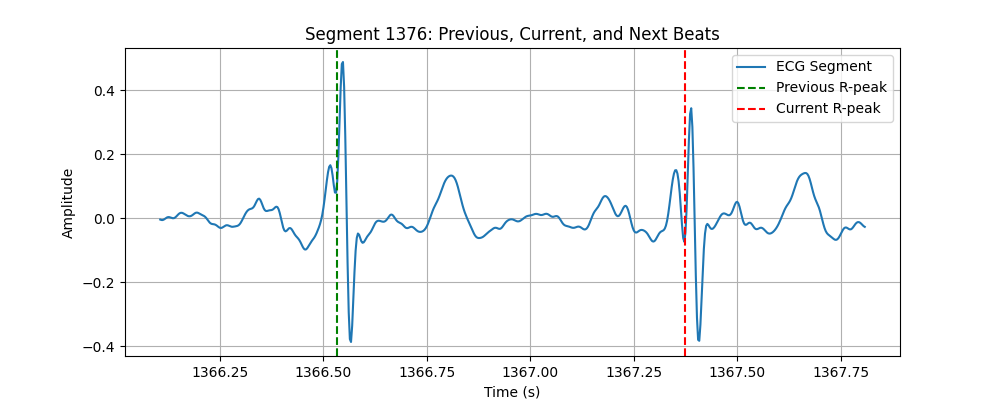 Segment 1376: Previous, Current, and Next Beats
ECG Segment
Previous R-peak
Current R-peak
Amplitude
0.4
0.2
0.0
−0.2
−0.4
1366.25 1366.50 1366.75 1367.00 1367.25 1367.50 1367.75
Time (s)